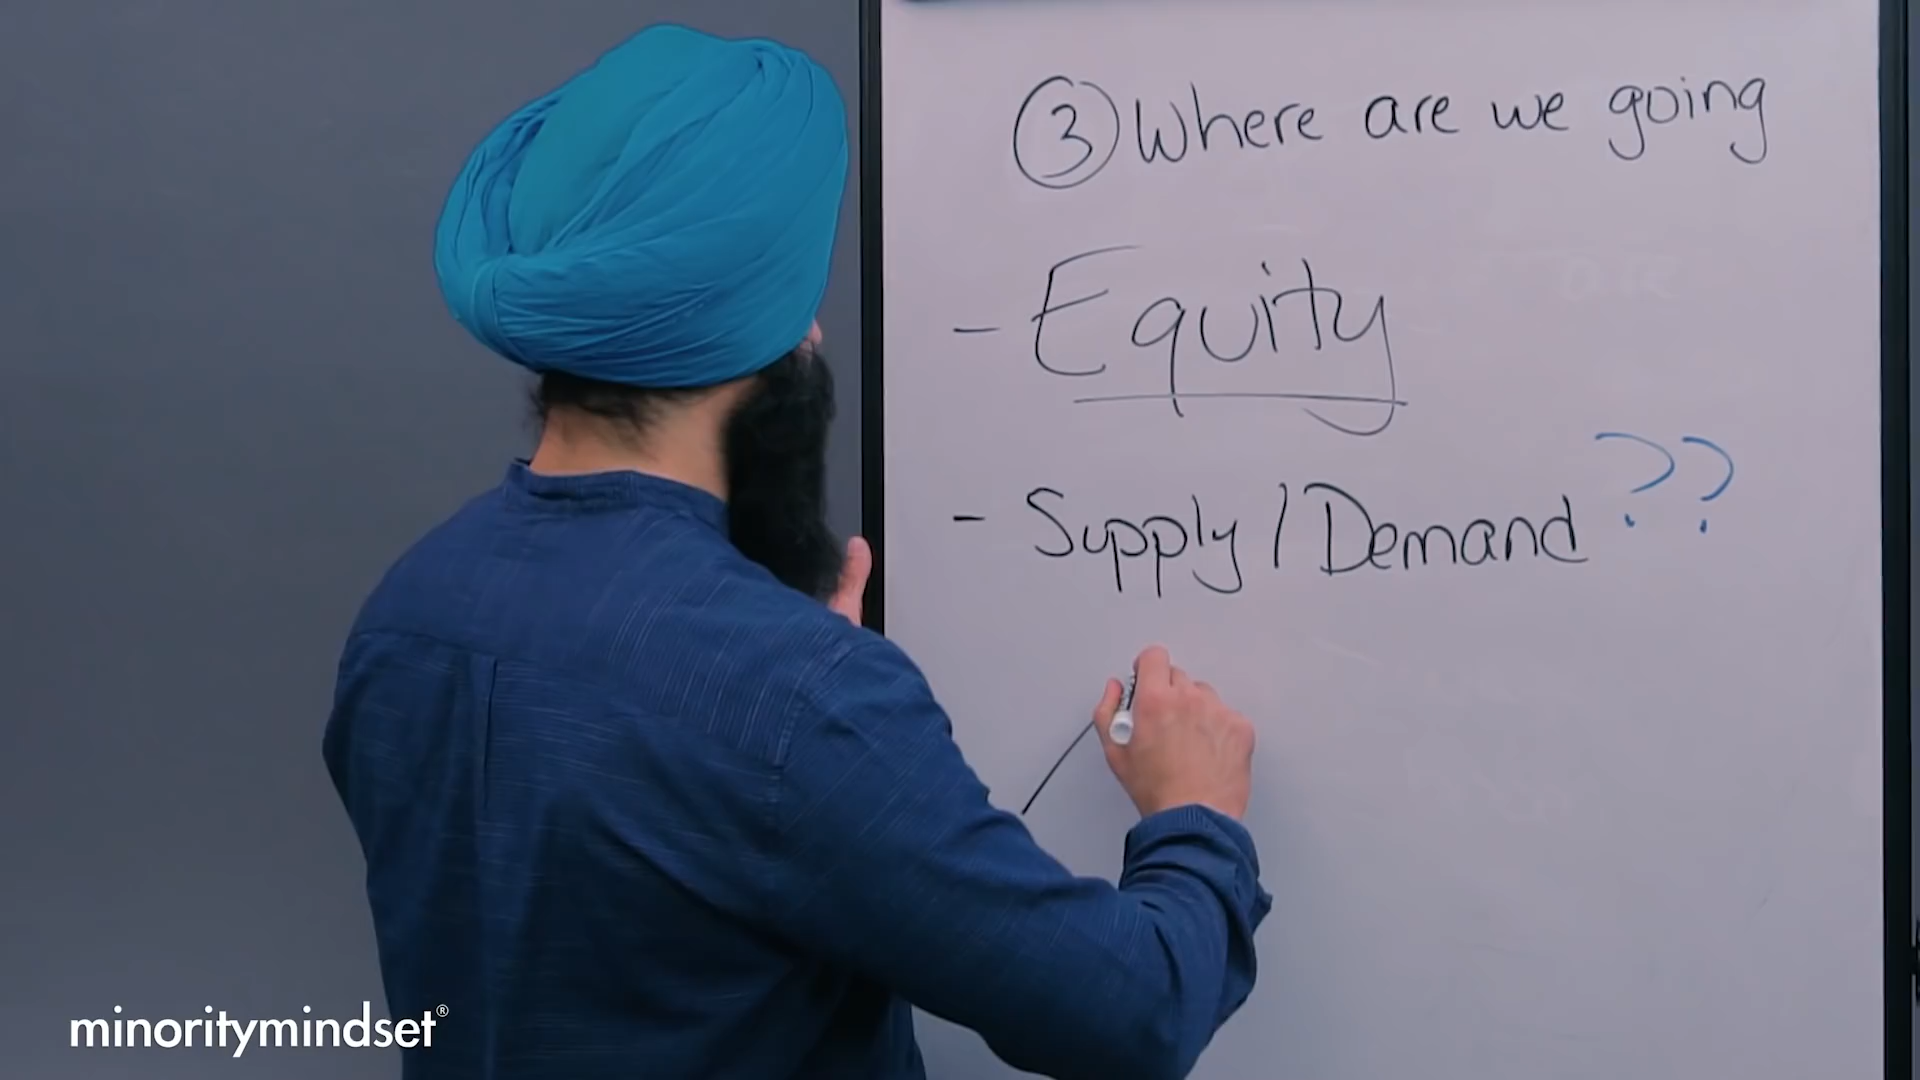 ③ Where are we going
- Equity
- Supply / Demand ??
minoritymindset®